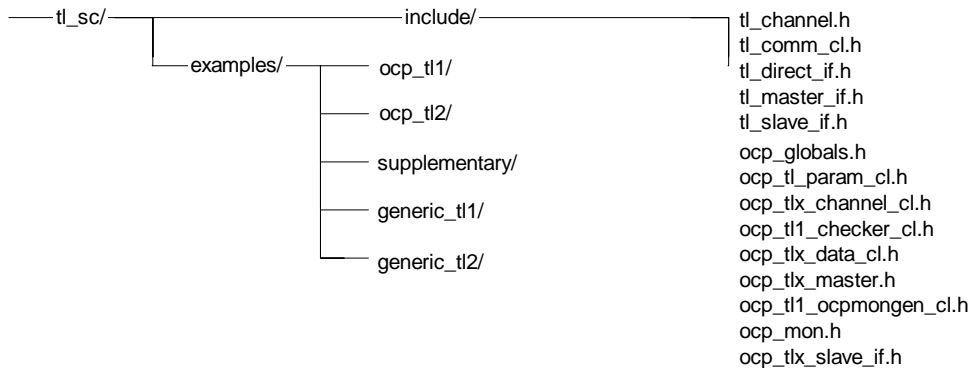 tl_sc/ include/ tl_channel.h
tl_comm_cl.h
examples/ ocp_tl1/ tl_direct_if.h
tl_master_if.h
ocp_tl2/ tl_slave_if.h
ocp_globals.h
supplementary/ ocp_tl_param_cl.h
ocp_tlx_channel_cl.h
generic_tl1/ ocp_tl1_checker_cl.h
generic_tl2/ ocp_tlx_data_cl.h
ocp_tlx_master.h
ocp_tl1_ocpmongen_cl.h
ocp_mon.h
ocp_tlx_slave_if.h